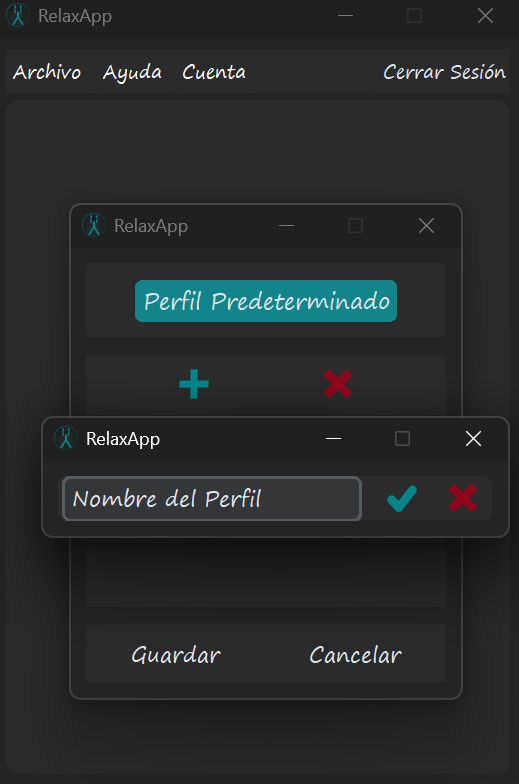 RelaxApp
Archivo Ayuda Cuenta Cerrar Sesión
RelaxApp
Perfil Predeterminado
RelaxApp
Nombre del Perfil
Guardar Cancelar